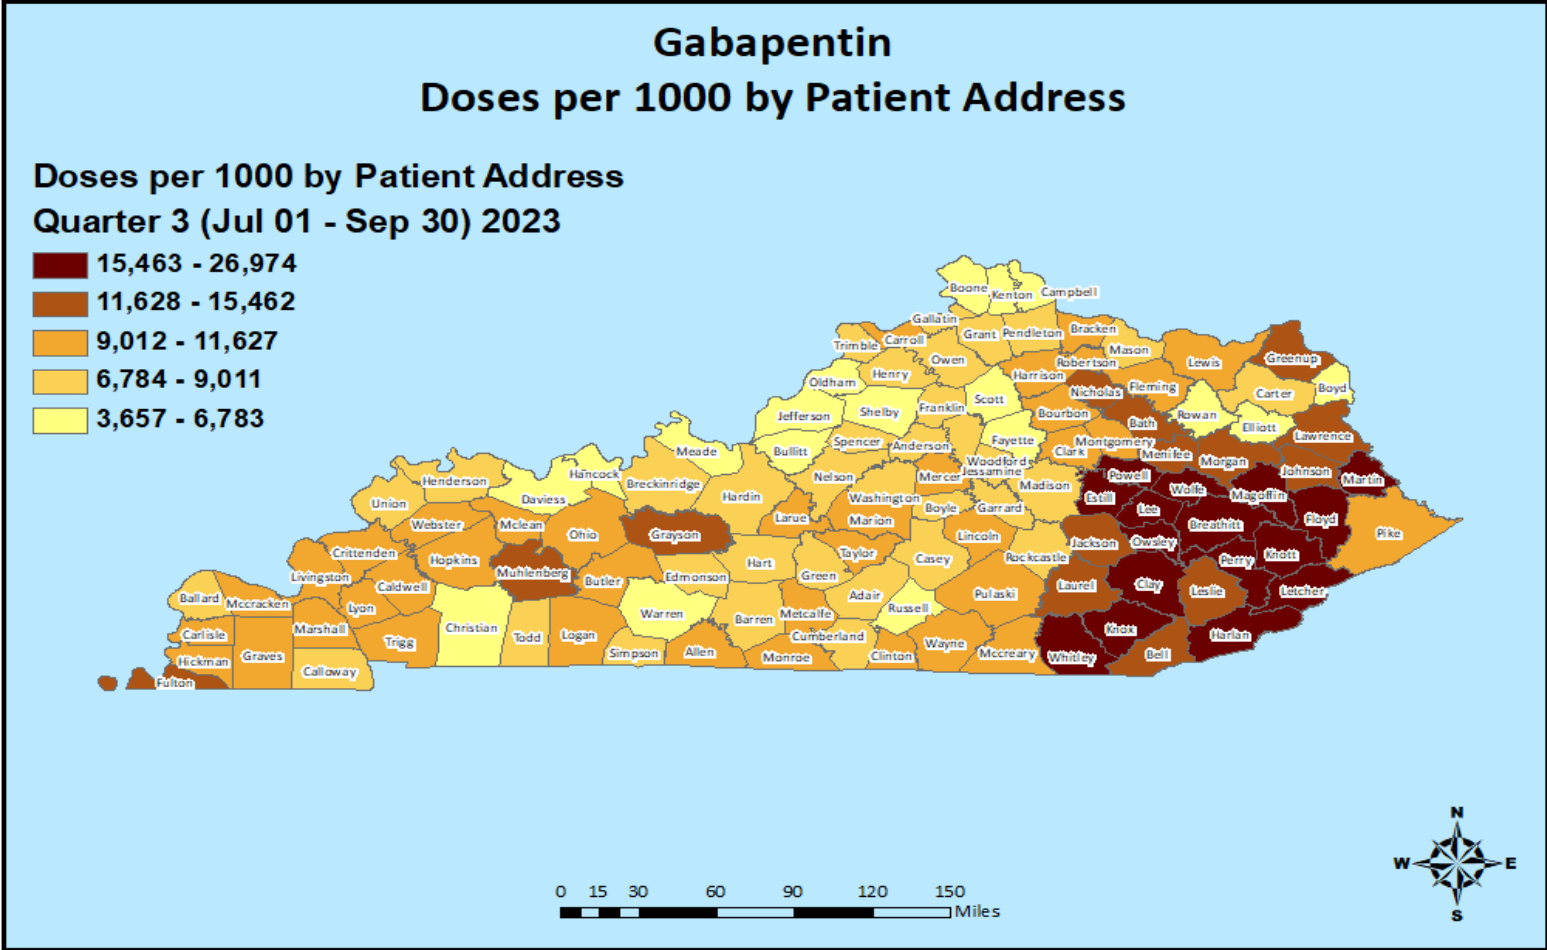 Gabapentin
Doses per 1000 by Patient Address
Doses per 1000 by Patient Address
Quarter 3 (Jul 01 - Sep 30) 2023
15,463 - 26,974
11,628 - 15,462
9,012 - 11,627
6,784 - 9,011
3,657 - 6,783
Boone
Kenton
Campbell
Gallatin
Grant
Pendleton
Bracken
Trimble
Carroll
Owen
Robertson
Mason
Lewis
Greenup
Oldham
Henry
Harrison
Nicholas
Fleming
Carter
Boyd
Jefferson
Shelby
Franklin
Scott
Bourbon
Bath
Rowan
Elliott
Lawrence
Meade
Bullitt
Spencer
Anderson
Fayette
Clark
Montgomery
Menifee
Morgan
Johnson
Martin
Henderson
Hancock
Daviess
Breckinridge
Nelson
Mercer
Woodford
Jessamine
Madison
Powell
Estill
Wolfe
Magoffin
Union
Hardin
Washington
Boyle
Garrard
Lee
Floyd
Webster
Mclean
Ohio
Grayson
Larue
Marion
Lincoln
Jackson
Owsley
Breathitt
Pike
Crittenden
Hopkins
Muhlenberg
Hart
Taylor
Casey
Rockcastle
Perry
Knott
Livingston
Caldwell
Butler
Edmonson
Green
Adair
Pulaski
Laurel
Clay
Leslie
Letcher
Ballard
Mccracken
Lyon
Christian
Warren
Barren
Metcalfe
Russell
Carlisle
Marshall
Trigg
Todd
Logan
Cumberland
Wayne
Knox
Harlan
Hickman
Graves
Calloway
Simpson
Allen
Monroe
Clinton
Mccreary
Whitley
Bell
Fulton
N
W
E
S
0 15 30 60 90 120 150
Miles